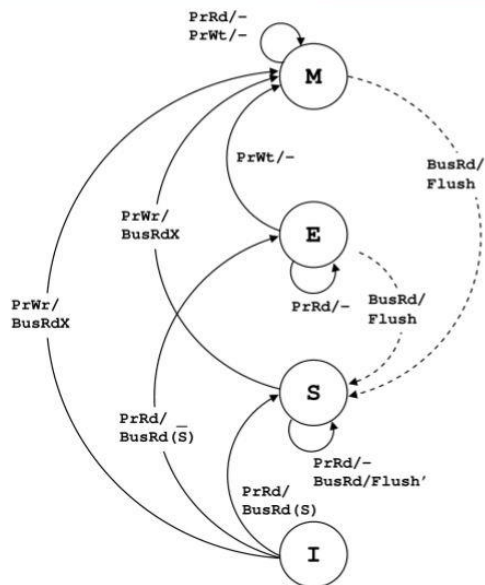 PrRd/-
PrWt/-
M
BusRd/
Flush
PrWt/-
PrWr/
BusRdX
E
PrRd/-
BusRd/
Flush
PrWr/
BusRdX
S
PrRd/
BusRd(S̅)
PrRd/-
BusRd/Flush'
PrRd/
BusRd(S)
I